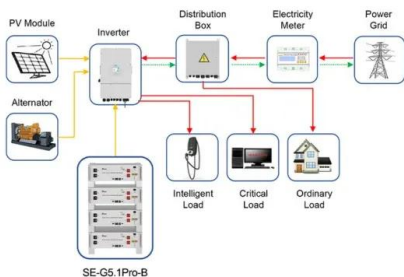 PV Module
Inverter
Distribution
Box
Electricity
Meter
Power
Grid
Alternator
Intelligent
Load
Critical
Load
Ordinary
Load
SE-G5.1Pro-B